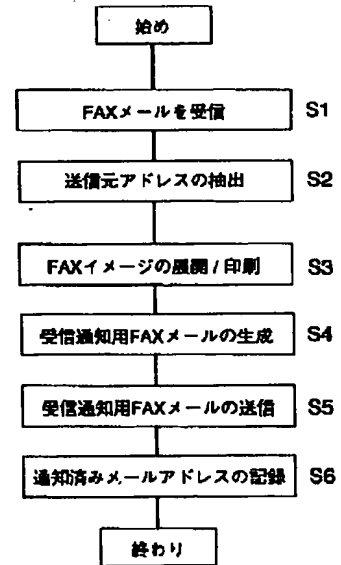 始め
FAXメールを受信 S1
送信元アドレスの抽出 S2
FAXイメージの展開 / 印刷 S3
受信通知用FAXメールの生成 S4
受信通知用FAXメールの送信 S5
通知済みメールアドレスの記録 S6
終わり